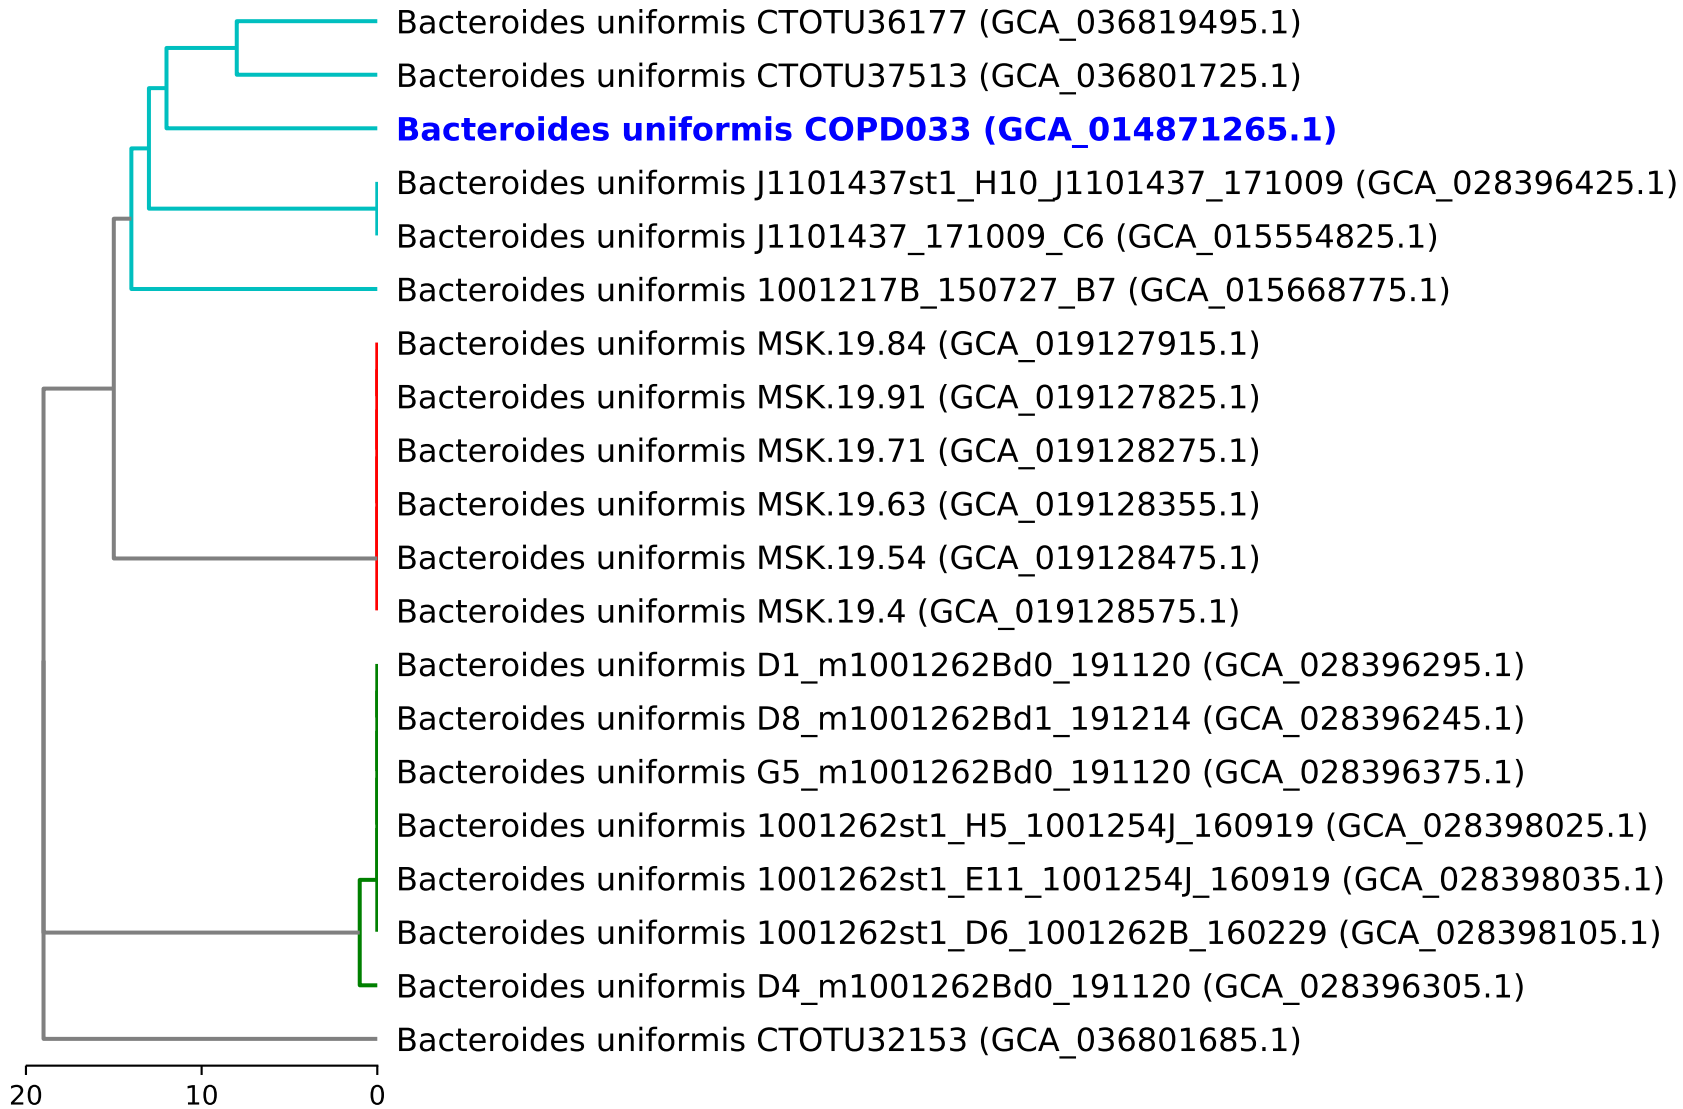 Bacteroides uniformis CTOTU36177 (GCA_036819495.1)
Bacteroides uniformis CTOTU37513 (GCA_036801725.1)
Bacteroides uniformis COPD033 (GCA_014871265.1)
Bacteroides uniformis J1101437st1_H10_J1101437_171009 (GCA_028396425.1)
Bacteroides uniformis J1101437_171009_C6 (GCA_015554825.1)
Bacteroides uniformis 1001217B_150727_B7 (GCA_015668775.1)
Bacteroides uniformis MSK.19.84 (GCA_019127915.1)
Bacteroides uniformis MSK.19.91 (GCA_019127825.1)
Bacteroides uniformis MSK.19.71 (GCA_019128275.1)
Bacteroides uniformis MSK.19.63 (GCA_019128355.1)
Bacteroides uniformis MSK.19.54 (GCA_019128475.1)
Bacteroides uniformis MSK.19.4 (GCA_019128575.1)
Bacteroides uniformis D1_m1001262Bd0_191120 (GCA_028396295.1)
Bacteroides uniformis D8_m1001262Bd1_191214 (GCA_028396245.1)
Bacteroides uniformis G5_m1001262Bd0_191120 (GCA_028396375.1)
Bacteroides uniformis 1001262st1_H5_1001254J_160919 (GCA_028398025.1)
Bacteroides uniformis 1001262st1_E11_1001254J_160919 (GCA_028398035.1)
Bacteroides uniformis 1001262st1_D6_1001262B_160229 (GCA_028398105.1)
Bacteroides uniformis D4_m1001262Bd0_191120 (GCA_028396305.1)
Bacteroides uniformis CTOTU32153 (GCA_036801685.1)
20 10 0